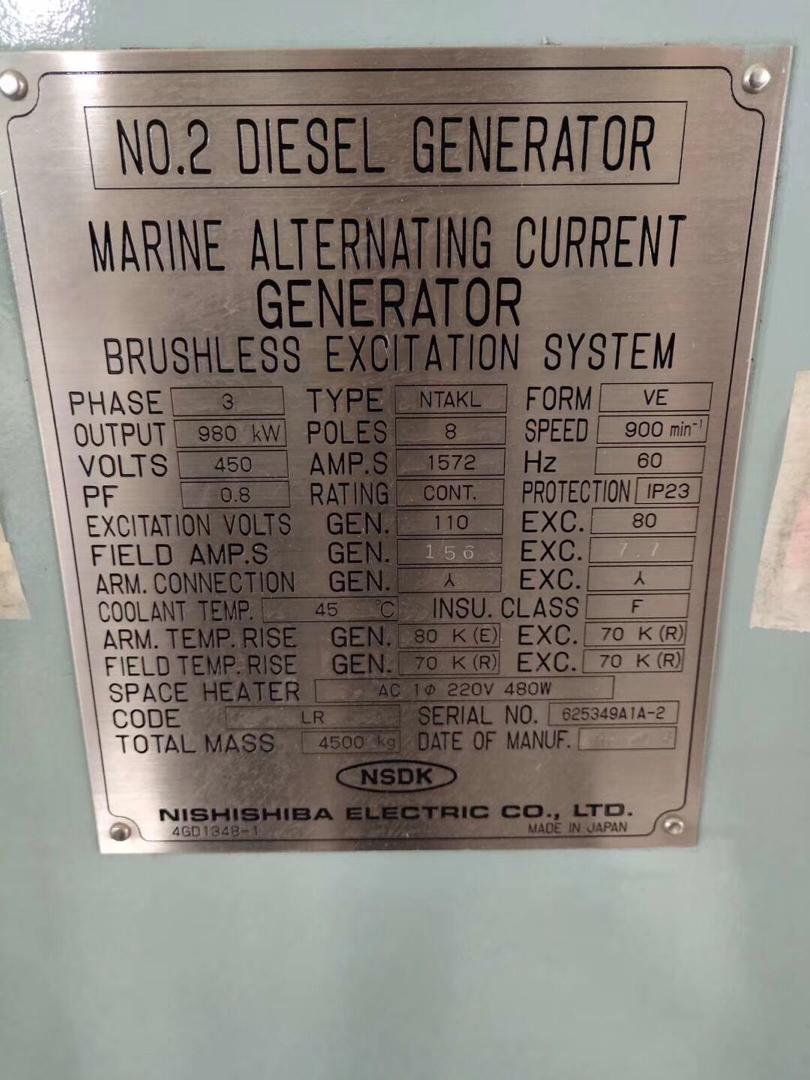 NO.2 DIESEL GENERATOR
MARINE ALTERNATING CURRENT
GENERATOR
BRUSHLESS EXCITATION SYSTEM
PHASE 3 TYPE NTAKL FORM VE
OUTPUT 980 kW POLES 8 SPEED 900 min⁻¹
VOLTS 450 AMP.S 1572 Hz 60
PF 0.8 RATING CONT. PROTECTION IP23
EXCITATION VOLTS GEN. 110 EXC. 80
FIELD AMP.S GEN. 156 EXC. 7.7
ARM. CONNECTION GEN. ⅄ EXC. ⅄
COOLANT TEMP. 45 °C INSU. CLASS F
ARM. TEMP. RISE GEN. 80 K (E) EXC. 70 K (R)
FIELD TEMP. RISE GEN. 70 K (R) EXC. 70 K (R)
SPACE HEATER AC 1Φ 220V 480W
CODE LR SERIAL NO. 625349A1A-2
TOTAL MASS 4500 kg DATE OF MANUF.
NSDK
NISHISHIBA ELECTRIC CO., LTD.
4GD1348-1 MADE IN JAPAN